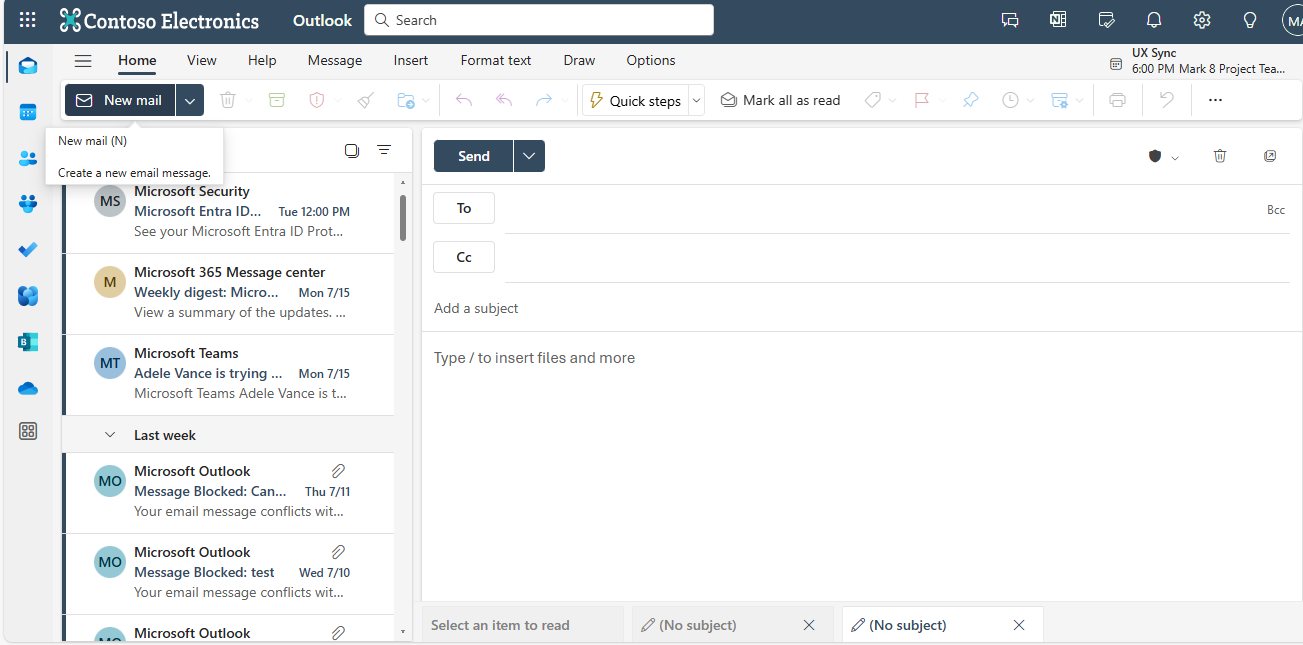 Contoso Electronics
Outlook
Search
MA
Home
View
Help
Message
Insert
Format text
Draw
Options
UX Sync
6:00 PM Mark 8 Project Tea...
New mail
Quick steps
Mark all as read
New mail (N)
Create a new email message.
MS
Microsoft Security
Microsoft Entra ID... Tue 12:00 PM
See your Microsoft Entra ID Prot...
M
Microsoft 365 Message center
Weekly digest: Micro... Mon 7/15
View a summary of the updates. ...
MT
Microsoft Teams
Adele Vance is trying ... Mon 7/15
Microsoft Teams Adele Vance is t...
Last week
MO
Microsoft Outlook
Message Blocked: Can... Thu 7/11
Your email message conflicts wit...
MO
Microsoft Outlook
Message Blocked: test Wed 7/10
Your email message conflicts wit...
MO
Microsoft Outlook
Send
To
Bcc
Cc
Add a subject
Type / to insert files and more
Select an item to read
(No subject)
(No subject)
B